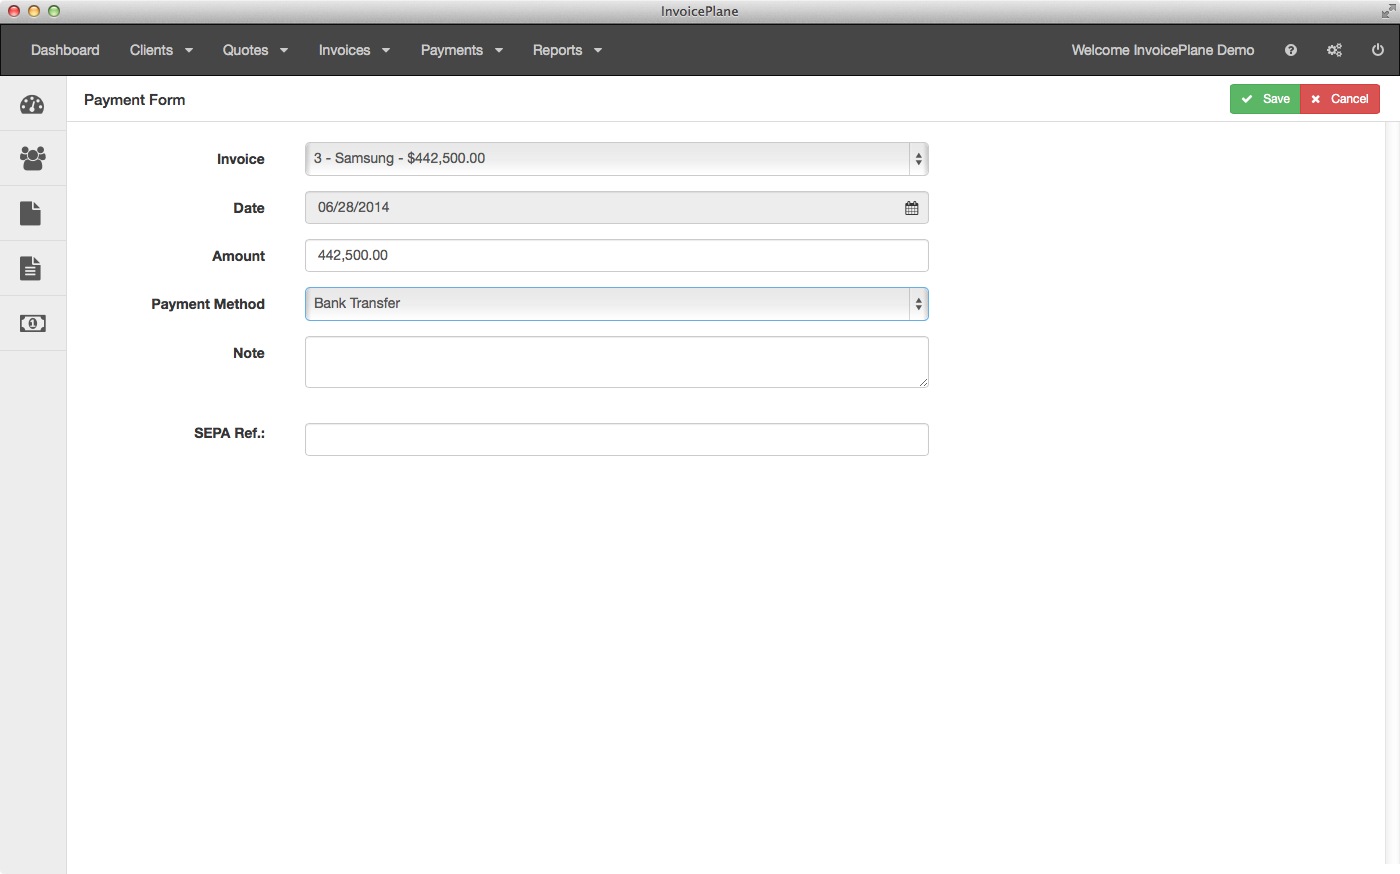 InvoicePlane
Dashboard Clients Quotes Invoices Payments Reports Welcome InvoicePlane Demo
Payment Form Save Cancel
Invoice 3 - Samsung - $442,500.00
Date 06/28/2014
Amount 442,500.00
Payment Method Bank Transfer
Note
SEPA Ref.: